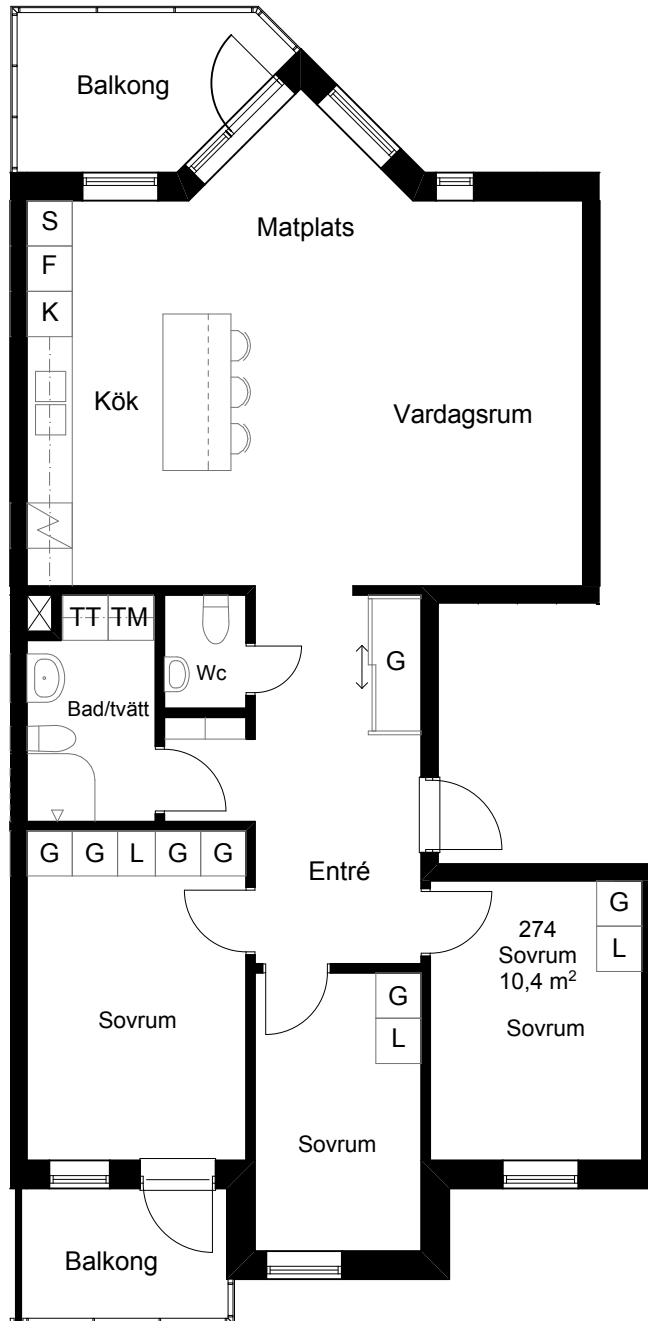 Balkong
Matplats
S
F
K
Kök
Vardagsrum
TT TM
Wc
G
Bad/tvätt
G G L G G
Entré
G
L
274
Sovrum
10,4 m²
Sovrum
G
L
Sovrum
Sovrum
Balkong